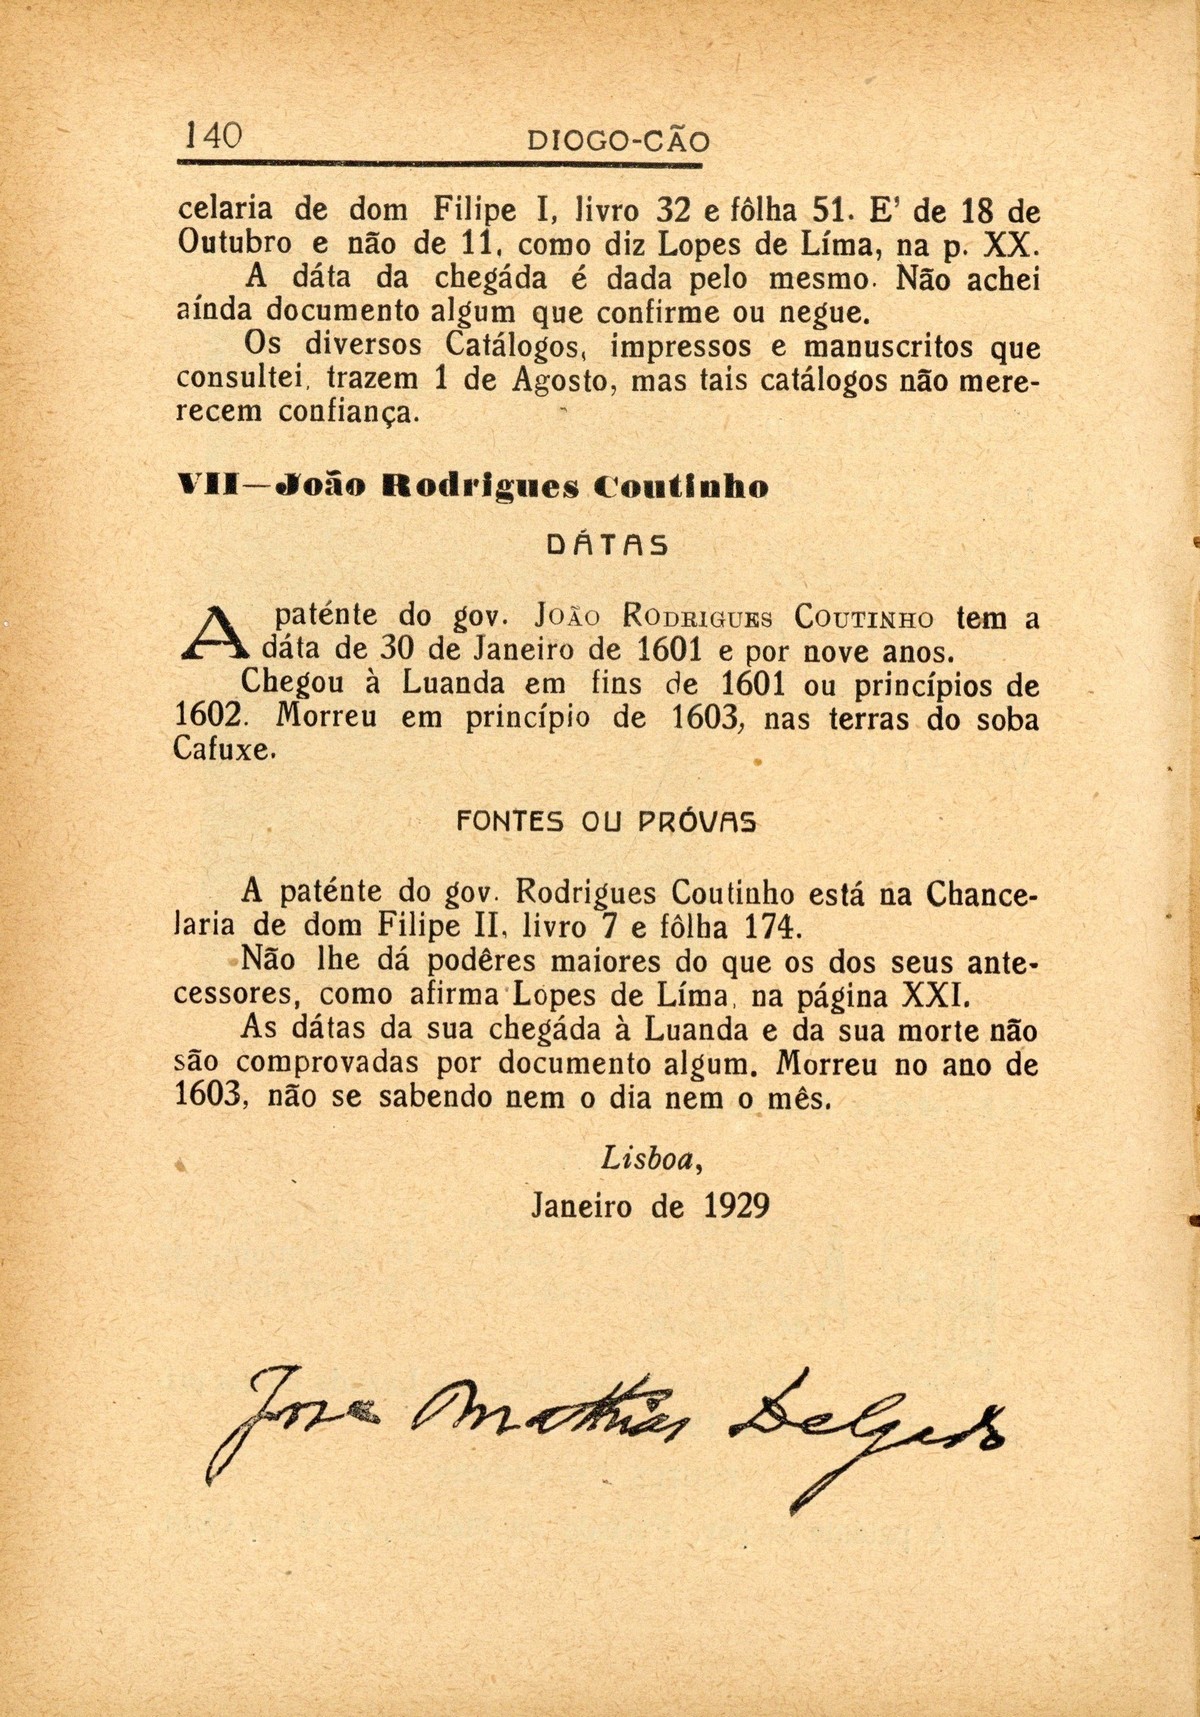 140
DIOGO-CÃO
celaria de dom Filipe I, livro 32 e fôlha 51. E' de 18 de
Outubro e não de 11, como diz Lopes de Líma, na p. XX.
A dáta da chegáda é dada pelo mesmo. Não achei
aínda documento algum que confirme ou negue.
Os diversos Catálogos, impressos e manuscritos que
consultei, trazem 1 de Agosto, mas tais catálogos não mere-
recem confiança.
VII—João Rodrigues Coutinho
DÁTAS
A paténte do gov. João Rodrigues Coutinho tem a
dáta de 30 de Janeiro de 1601 e por nove anos.
Chegou à Luanda em fins de 1601 ou princípios de
1602. Morreu em princípio de 1603, nas terras do soba
Cafuxe.
FONTES OU PRÓVAS
A paténte do gov. Rodrigues Coutinho está na Chance-
laria de dom Filipe II, livro 7 e fôlha 174.
Não lhe dá podêres maiores do que os dos seus ante-
cessores, como afirma Lopes de Líma, na página XXI.
As dátas da sua chegáda à Luanda e da sua morte não
são comprovadas por documento algum. Morreu no ano de
1603, não se sabendo nem o dia nem o mês.
Lisboa,
Janeiro de 1929
José Matthias Delgado